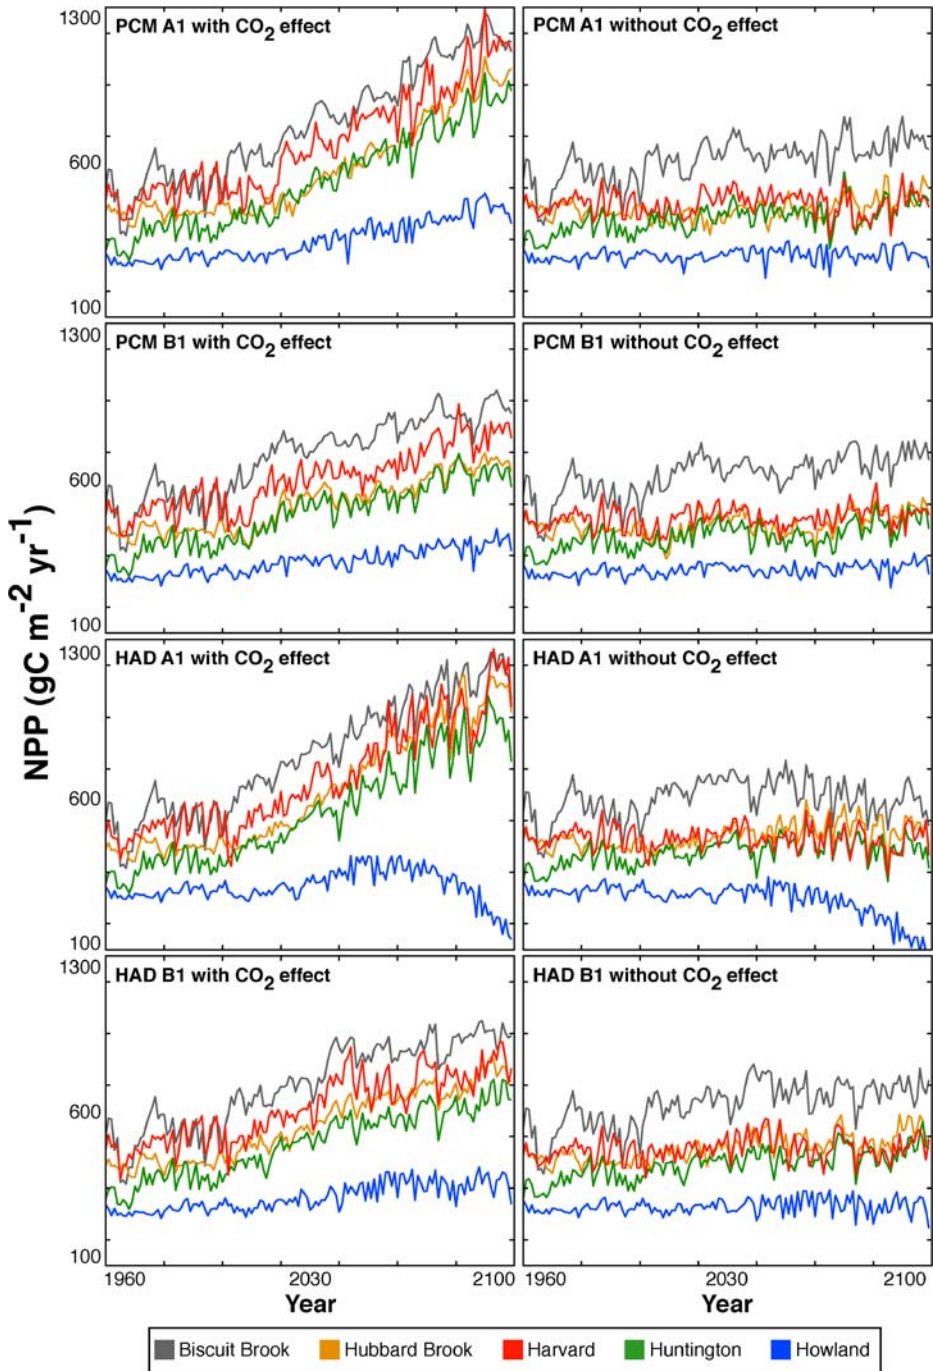 1300
PCM A1 with CO2 effect
PCM A1 without CO2 effect
600
100
1300
PCM B1 with CO2 effect
PCM B1 without CO2 effect
600
100
NPP (gC m-2 yr-1)
1300
HAD A1 with CO2 effect
HAD A1 without CO2 effect
600
100
1300
HAD B1 with CO2 effect
HAD B1 without CO2 effect
600
100
1960 2030 2100
1960 2030 2100
Year
Year
Biscuit Brook Hubbard Brook Harvard Huntington Howland